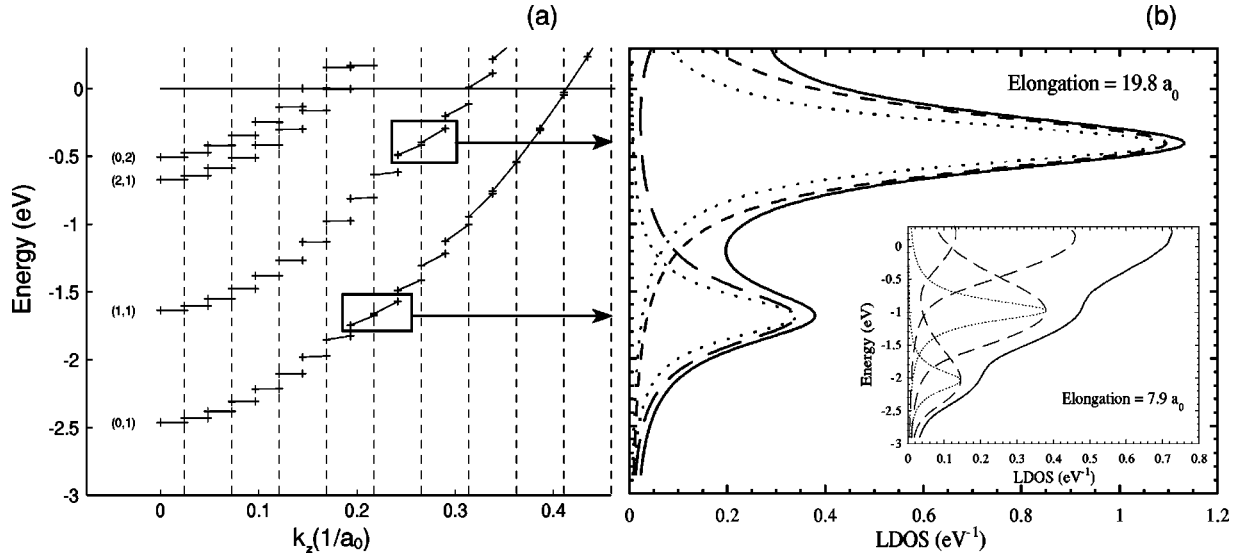 (a)
(b)
Energy (eV)
0
-0.5
-1
-1.5
-2
-2.5
-3
(0,2)
(2,1)
(1,1)
(0,1)
0 0.1 0.2 0.3 0.4
k_z(1/a_0)
Elongation = 19.8 a_0
0 0.2 0.4 0.6 0.8 1 1.2
LDOS (eV⁻¹)
Energy (eV)
0
-0.5
-1
-1.5
-2
-2.5
-3
Elongation = 7.9 a_0
0 0.1 0.2 0.3 0.4 0.5 0.6 0.7 0.8
LDOS (eV⁻¹)